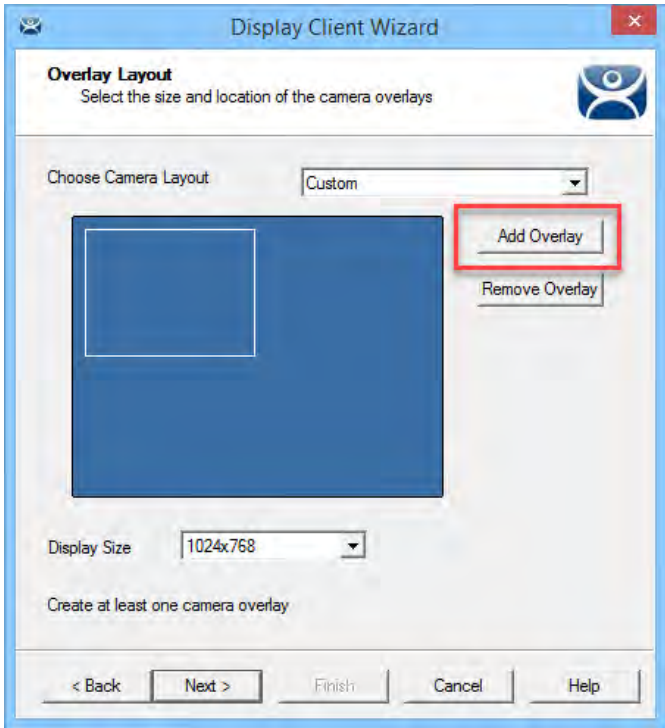 Display Client Wizard
Overlay Layout
Select the size and location of the camera overlays
Choose Camera Layout
Custom
Add Overlay
Remove Overlay
Display Size
1024x768
Create at least one camera overlay
< Back
Next >
Finish
Cancel
Help